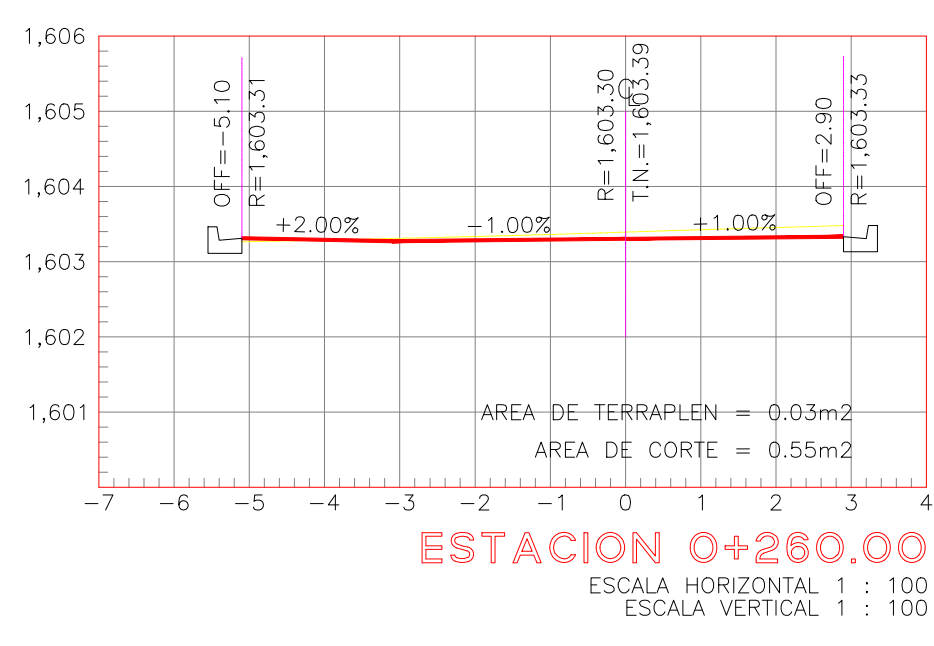 1,606
1,605
1,604
1,603
1,602
1,601
OFF=-5.10
R=1,603.31
R=1,603.30
T.N.=1,603.39
CL
OFF=2.90
R=1,603.33
+2.00%
-1.00%
+1.00%
AREA DE TERRAPLEN = 0.03m2
AREA DE CORTE = 0.55m2
-7 -6 -5 -4 -3 -2 -1 0 1 2 3 4
ESTACION 0+260.00
ESCALA HORIZONTAL 1 : 100
ESCALA VERTICAL 1 : 100